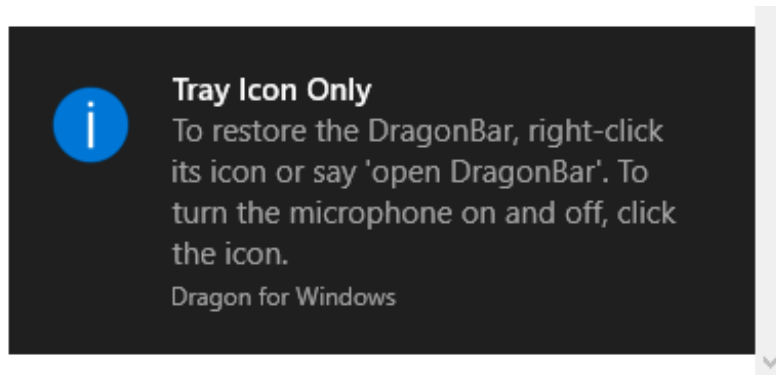 Tray Icon Only
To restore the DragonBar, right-click
its icon or say 'open DragonBar'. To
turn the microphone on and off, click
the icon.
Dragon for Windows